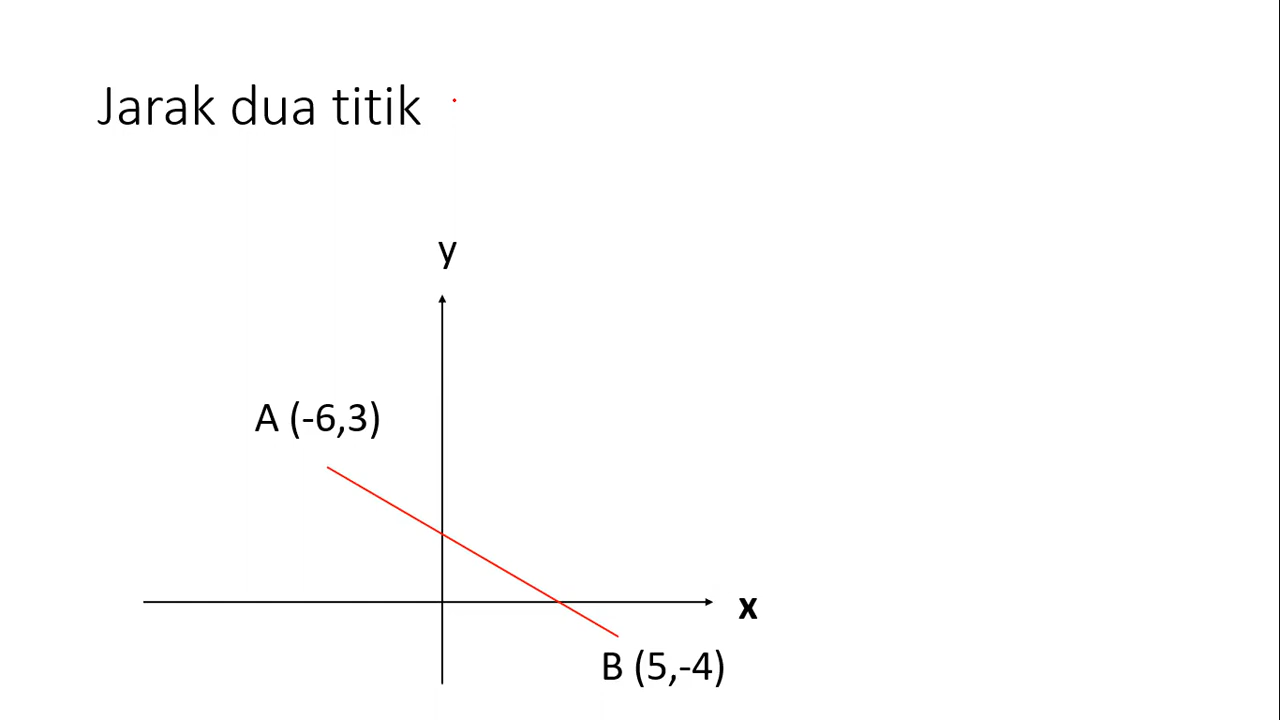 Jarak dua titik
y
A (-6,3)
x
B (5,-4)